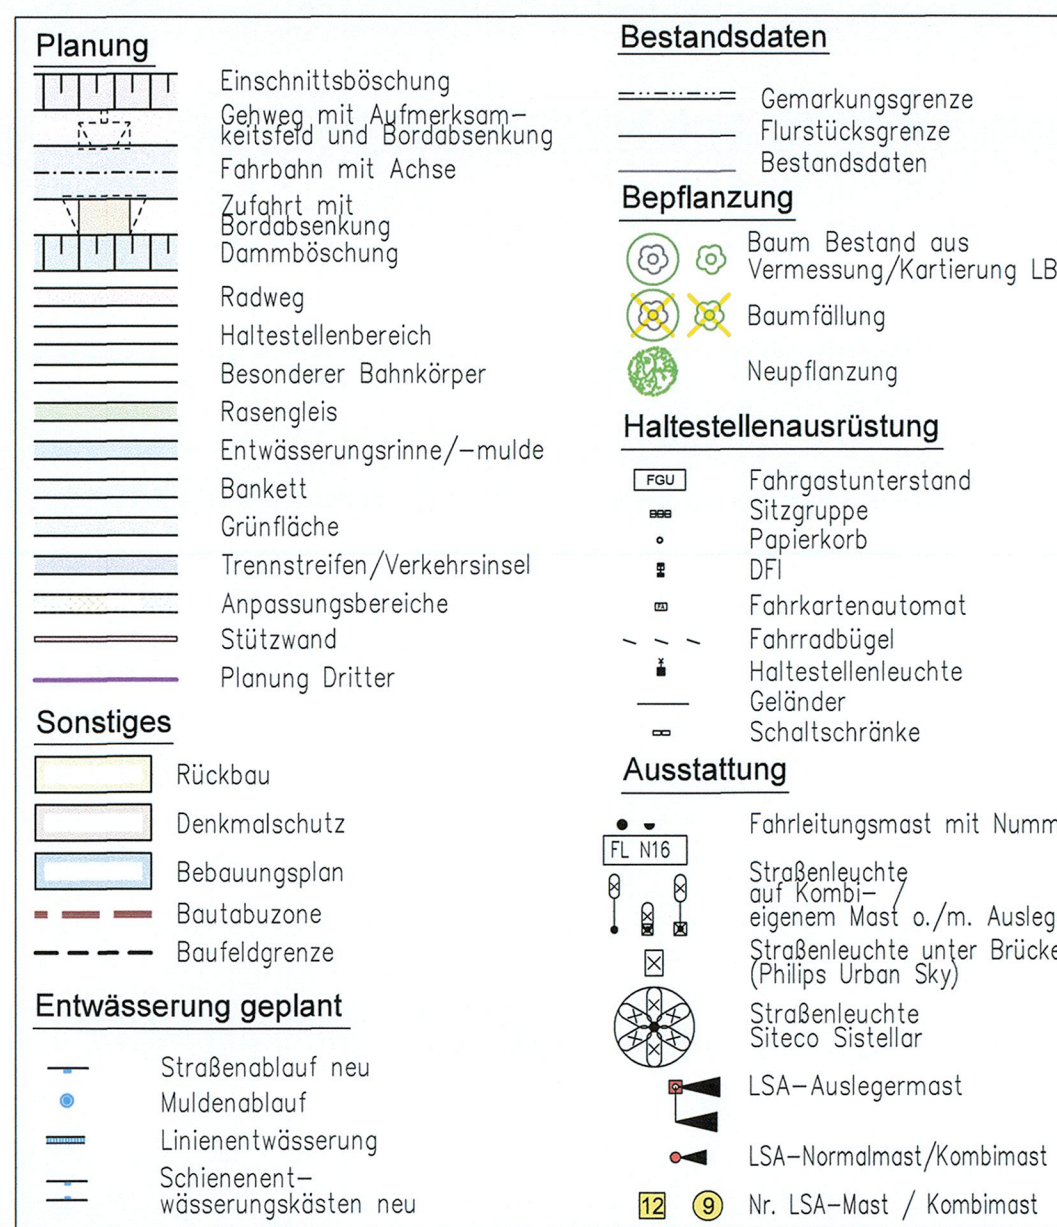 Planung
Einschnittsböschung
Gehweg mit Aufmerksam-
keitsfeld und Bordabsenkung
Fahrbahn mit Achse
Zufahrt mit
Bordabsenkung
Dammböschung
Radweg
Haltestellenbereich
Besonderer Bahnkörper
Rasengleis
Entwässerungsrinne/-mulde
Bankett
Grünfläche
Trennstreifen/Verkehrsinsel
Anpassungsbereiche
Stützwand
Planung Dritter
Sonstiges
Rückbau
Denkmalschutz
Bebauungsplan
Bautabuzone
Baufeldgrenze
Entwässerung geplant
Straßenablauf neu
Muldenablauf
Linienentwässerung
Schienenent-
wässerungskästen neu
Bestandsdaten
Gemarkungsgrenze
Flurstücksgrenze
Bestandsdaten
Bepflanzung
Baum Bestand aus
Vermessung/Kartierung LB
Baumfällung
Neupflanzung
Haltestellenausrüstung
FGU Fahrgastunterstand
Sitzgruppe
Papierkorb
DFI
FA Fahrkartenautomat
Fahrradbügel
Haltestellenleuchte
Geländer
Schaltschränke
Ausstattung
Fahrleitungsmast mit Numm
FL N16
Straßenleuchte
auf Kombi- /
eigenem Mast o./m. Ausleg
Straßenleuchte unter Brücke
(Philips Urban Sky)
Straßenleuchte
Siteco Sistellar
LSA-Auslegermast
LSA-Normalmast/Kombimast
12 9 Nr. LSA-Mast / Kombimast